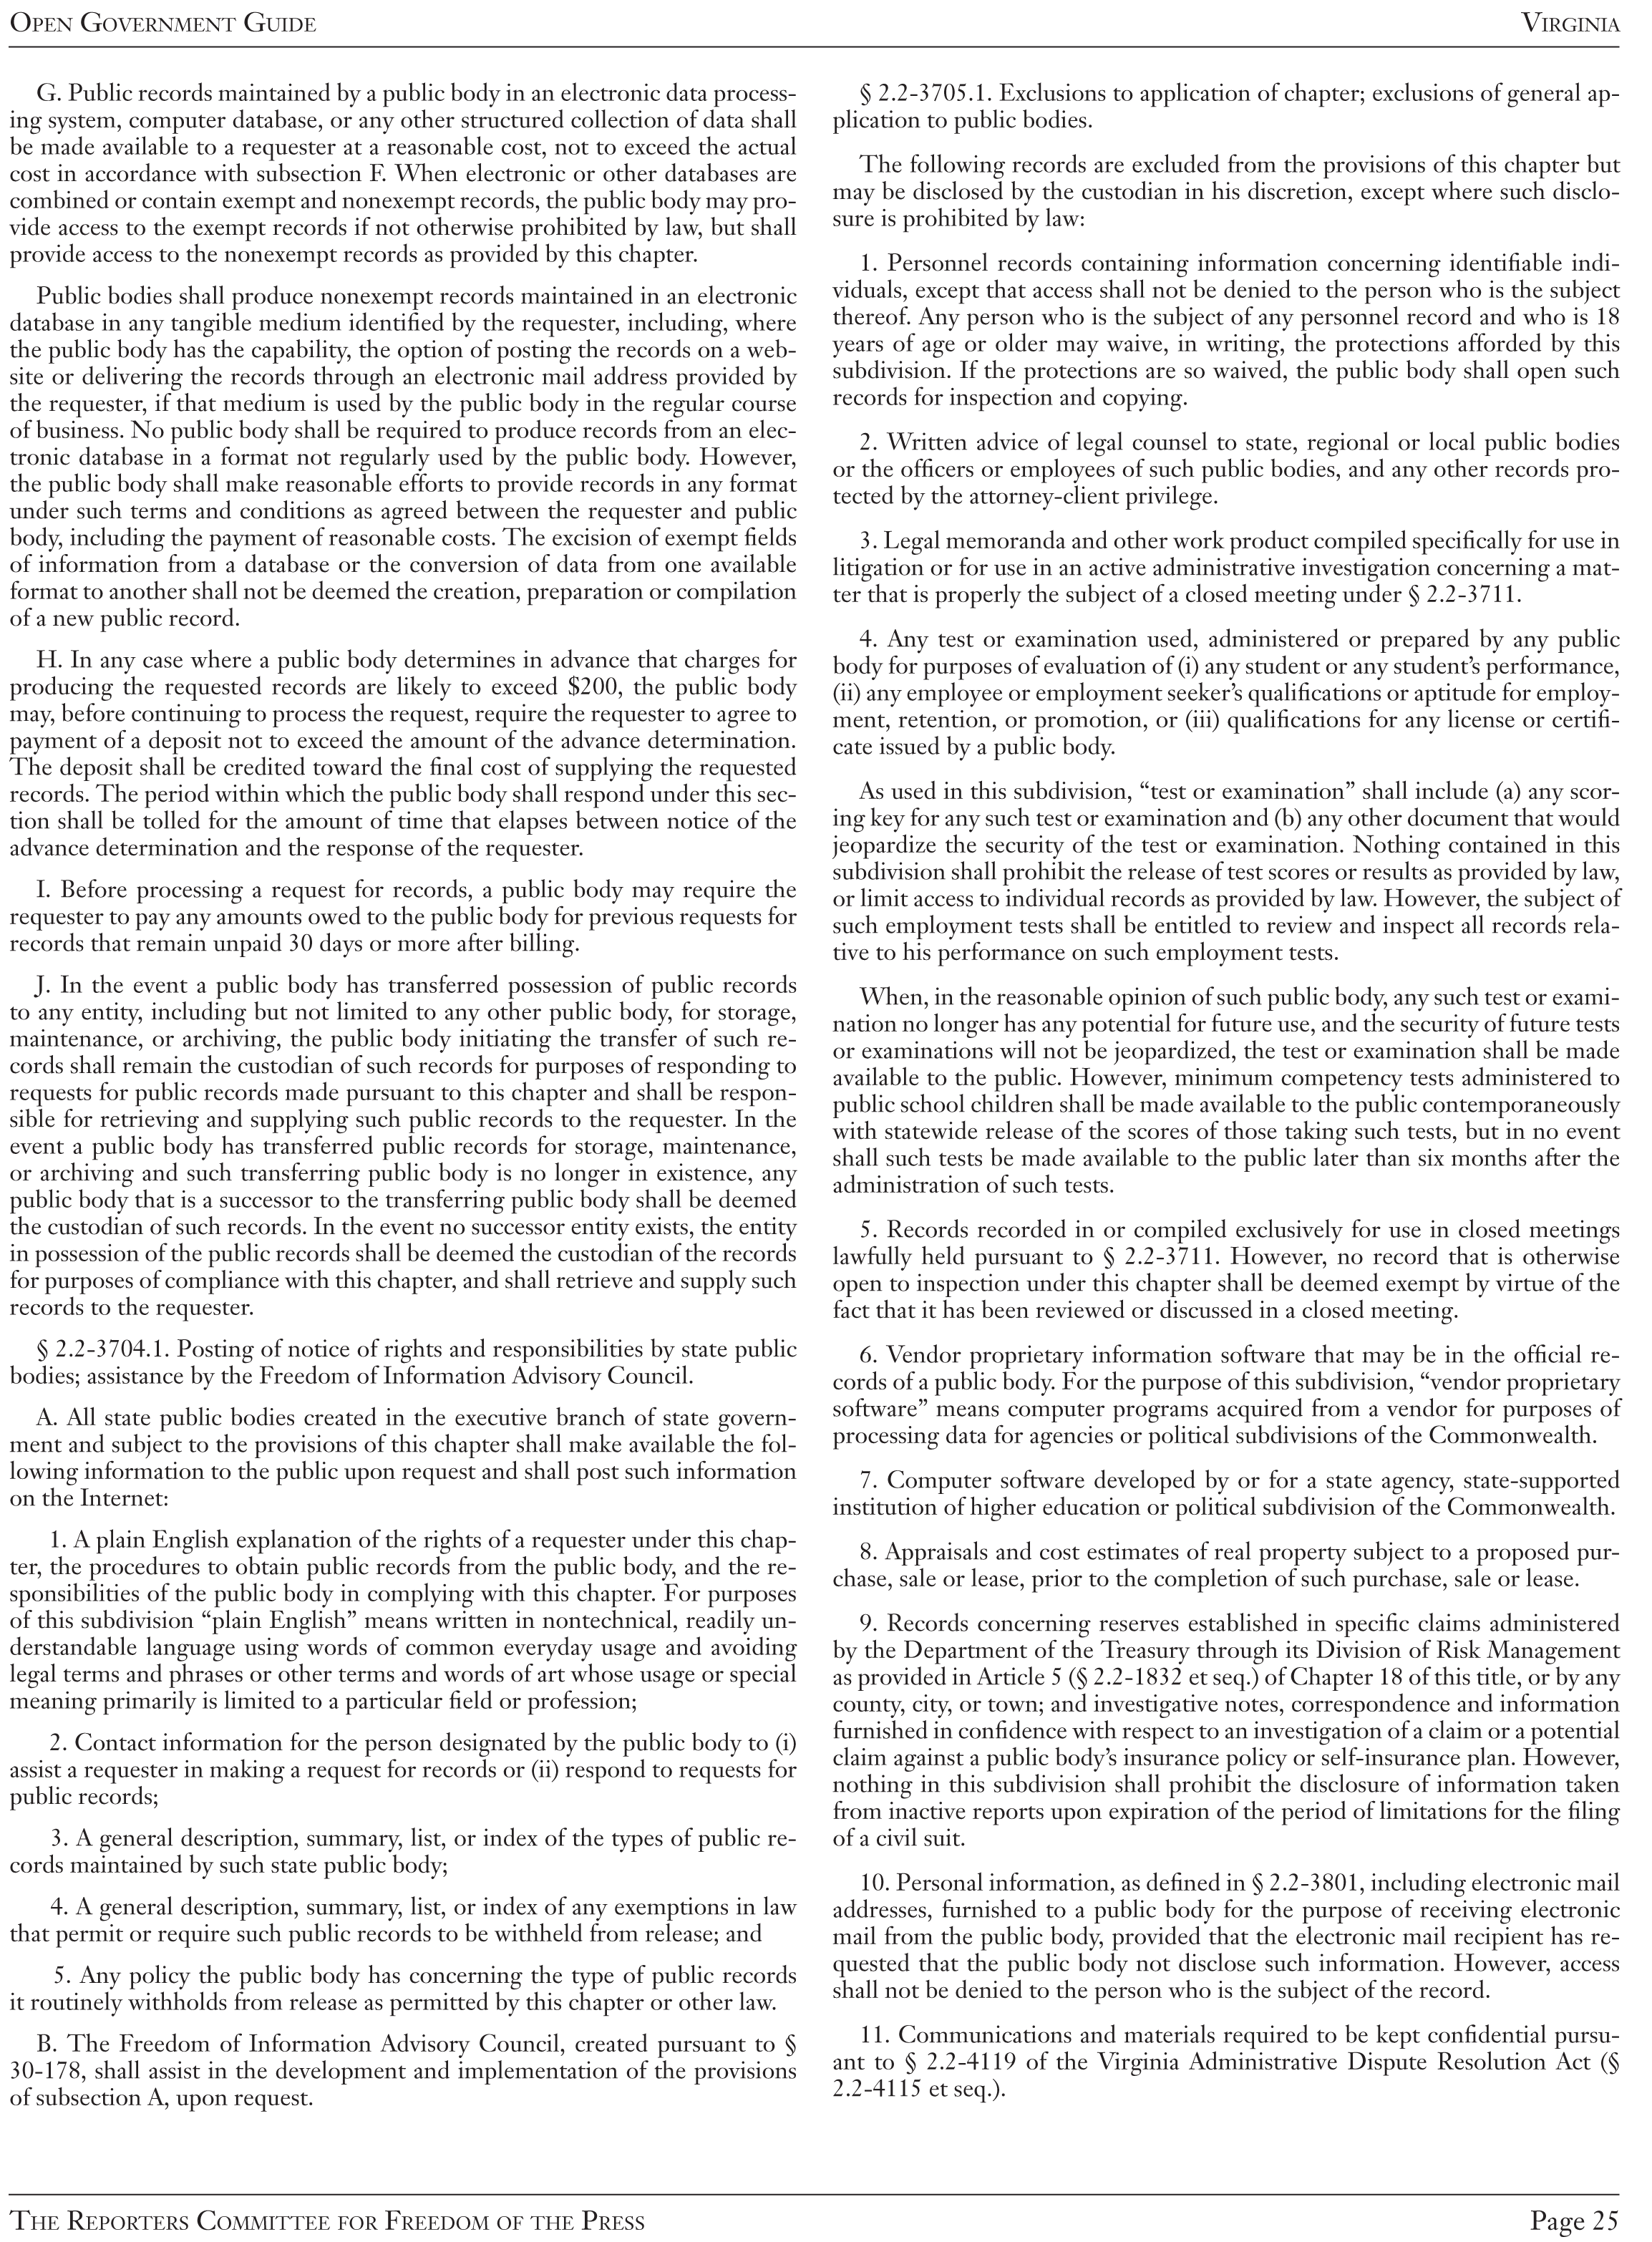 OPEN GOVERNMENT GUIDE
VIRGINIA
G. Public records maintained by a public body in an electronic data process-
ing system, computer database, or any other structured collection of data shall
be made available to a requester at a reasonable cost, not to exceed the actual
cost in accordance with subsection F. When electronic or other databases are
combined or contain exempt and nonexempt records, the public body may pro-
vide access to the exempt records if not otherwise prohibited by law, but shall
provide access to the nonexempt records as provided by this chapter.
Public bodies shall produce nonexempt records maintained in an electronic
database in any tangible medium identified by the requester, including, where
the public body has the capability, the option of posting the records on a web-
site or delivering the records through an electronic mail address provided by
the requester, if that medium is used by the public body in the regular course
of business. No public body shall be required to produce records from an elec-
tronic database in a format not regularly used by the public body. However,
the public body shall make reasonable efforts to provide records in any format
under such terms and conditions as agreed between the requester and public
body, including the payment of reasonable costs. The excision of exempt fields
of information from a database or the conversion of data from one available
format to another shall not be deemed the creation, preparation or compilation
of a new public record.
H. In any case where a public body determines in advance that charges for
producing the requested records are likely to exceed $200, the public body
may, before continuing to process the request, require the requester to agree to
payment of a deposit not to exceed the amount of the advance determination.
The deposit shall be credited toward the final cost of supplying the requested
records. The period within which the public body shall respond under this sec-
tion shall be tolled for the amount of time that elapses between notice of the
advance determination and the response of the requester.
I. Before processing a request for records, a public body may require the
requester to pay any amounts owed to the public body for previous requests for
records that remain unpaid 30 days or more after billing.
J. In the event a public body has transferred possession of public records
to any entity, including but not limited to any other public body, for storage,
maintenance, or archiving, the public body initiating the transfer of such re-
cords shall remain the custodian of such records for purposes of responding to
requests for public records made pursuant to this chapter and shall be respon-
sible for retrieving and supplying such public records to the requester. In the
event a public body has transferred public records for storage, maintenance,
or archiving and such transferring public body is no longer in existence, any
public body that is a successor to the transferring public body shall be deemed
the custodian of such records. In the event no successor entity exists, the entity
in possession of the public records shall be deemed the custodian of the records
for purposes of compliance with this chapter, and shall retrieve and supply such
records to the requester.
§ 2.2-3704.1. Posting of notice of rights and responsibilities by state public
bodies; assistance by the Freedom of Information Advisory Council.
A. All state public bodies created in the executive branch of state govern-
ment and subject to the provisions of this chapter shall make available the fol-
lowing information to the public upon request and shall post such information
on the Internet:
1. A plain English explanation of the rights of a requester under this chap-
ter, the procedures to obtain public records from the public body, and the re-
sponsibilities of the public body in complying with this chapter. For purposes
of this subdivision “plain English” means written in nontechnical, readily un-
derstandable language using words of common everyday usage and avoiding
legal terms and phrases or other terms and words of art whose usage or special
meaning primarily is limited to a particular field or profession;
2. Contact information for the person designated by the public body to (i)
assist a requester in making a request for records or (ii) respond to requests for
public records;
3. A general description, summary, list, or index of the types of public re-
cords maintained by such state public body;
4. A general description, summary, list, or index of any exemptions in law
that permit or require such public records to be withheld from release; and
5. Any policy the public body has concerning the type of public records
it routinely withholds from release as permitted by this chapter or other law.
B. The Freedom of Information Advisory Council, created pursuant to §
30-178, shall assist in the development and implementation of the provisions
of subsection A, upon request.
§ 2.2-3705.1. Exclusions to application of chapter; exclusions of general ap-
plication to public bodies.
The following records are excluded from the provisions of this chapter but
may be disclosed by the custodian in his discretion, except where such disclo-
sure is prohibited by law:
1. Personnel records containing information concerning identifiable indi-
viduals, except that access shall not be denied to the person who is the subject
thereof. Any person who is the subject of any personnel record and who is 18
years of age or older may waive, in writing, the protections afforded by this
subdivision. If the protections are so waived, the public body shall open such
records for inspection and copying.
2. Written advice of legal counsel to state, regional or local public bodies
or the officers or employees of such public bodies, and any other records pro-
tected by the attorney-client privilege.
3. Legal memoranda and other work product compiled specifically for use in
litigation or for use in an active administrative investigation concerning a mat-
ter that is properly the subject of a closed meeting under § 2.2-3711.
4. Any test or examination used, administered or prepared by any public
body for purposes of evaluation of (i) any student or any student’s performance,
(ii) any employee or employment seeker’s qualifications or aptitude for employ-
ment, retention, or promotion, or (iii) qualifications for any license or certifi-
cate issued by a public body.
As used in this subdivision, “test or examination” shall include (a) any scor-
ing key for any such test or examination and (b) any other document that would
jeopardize the security of the test or examination. Nothing contained in this
subdivision shall prohibit the release of test scores or results as provided by law,
or limit access to individual records as provided by law. However, the subject of
such employment tests shall be entitled to review and inspect all records rela-
tive to his performance on such employment tests.
When, in the reasonable opinion of such public body, any such test or exami-
nation no longer has any potential for future use, and the security of future tests
or examinations will not be jeopardized, the test or examination shall be made
available to the public. However, minimum competency tests administered to
public school children shall be made available to the public contemporaneously
with statewide release of the scores of those taking such tests, but in no event
shall such tests be made available to the public later than six months after the
administration of such tests.
5. Records recorded in or compiled exclusively for use in closed meetings
lawfully held pursuant to § 2.2-3711. However, no record that is otherwise
open to inspection under this chapter shall be deemed exempt by virtue of the
fact that it has been reviewed or discussed in a closed meeting.
6. Vendor proprietary information software that may be in the official re-
cords of a public body. For the purpose of this subdivision, “vendor proprietary
software” means computer programs acquired from a vendor for purposes of
processing data for agencies or political subdivisions of the Commonwealth.
7. Computer software developed by or for a state agency, state-supported
institution of higher education or political subdivision of the Commonwealth.
8. Appraisals and cost estimates of real property subject to a proposed pur-
chase, sale or lease, prior to the completion of such purchase, sale or lease.
9. Records concerning reserves established in specific claims administered
by the Department of the Treasury through its Division of Risk Management
as provided in Article 5 (§ 2.2-1832 et seq.) of Chapter 18 of this title, or by any
county, city, or town; and investigative notes, correspondence and information
furnished in confidence with respect to an investigation of a claim or a potential
claim against a public body’s insurance policy or self-insurance plan. However,
nothing in this subdivision shall prohibit the disclosure of information taken
from inactive reports upon expiration of the period of limitations for the filing
of a civil suit.
10. Personal information, as defined in § 2.2-3801, including electronic mail
addresses, furnished to a public body for the purpose of receiving electronic
mail from the public body, provided that the electronic mail recipient has re-
quested that the public body not disclose such information. However, access
shall not be denied to the person who is the subject of the record.
11. Communications and materials required to be kept confidential pursu-
ant to § 2.2-4119 of the Virginia Administrative Dispute Resolution Act (§
2.2-4115 et seq.).
THE REPORTERS COMMITTEE FOR FREEDOM OF THE PRESS
Page 25